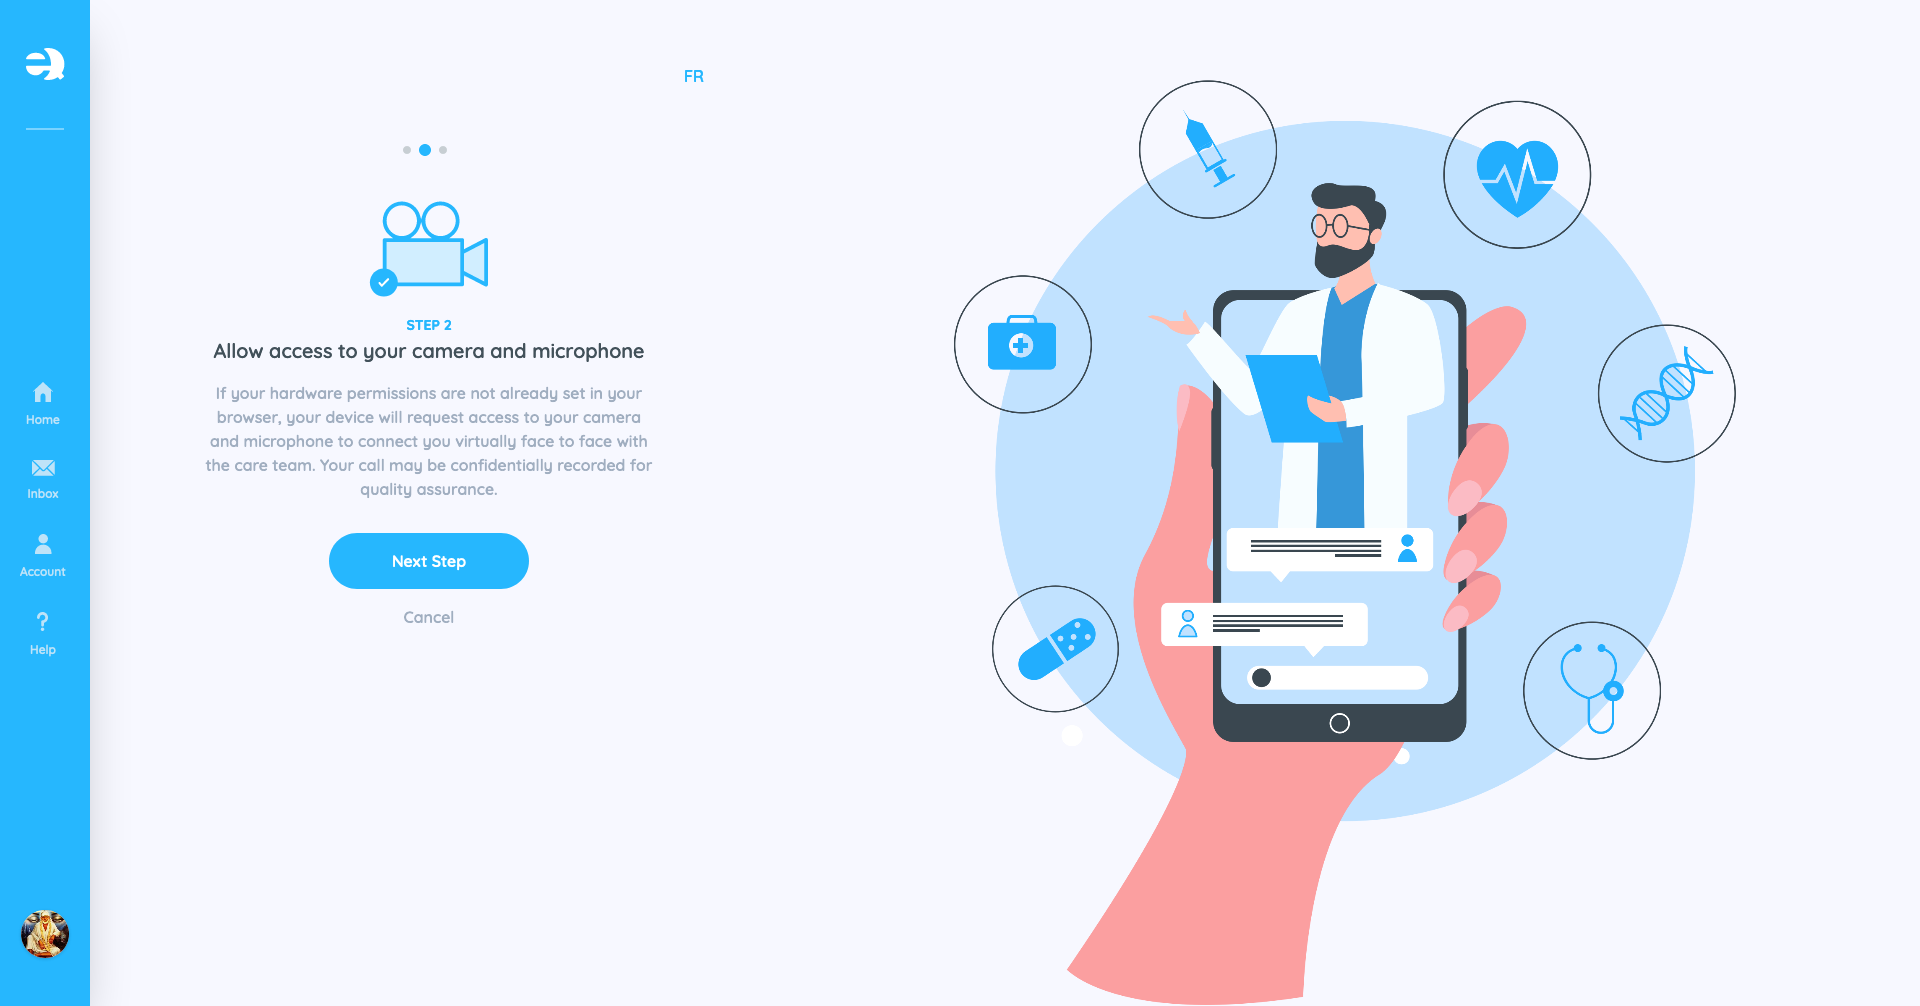 eQ
FR
STEP 2
Allow access to your camera and microphone
If your hardware permissions are not already set in your
browser, your device will request access to your camera
and microphone to connect you virtually face to face with
the care team. Your call may be confidentially recorded for
quality assurance.
Next Step
Cancel
Home
Inbox
Account
Help